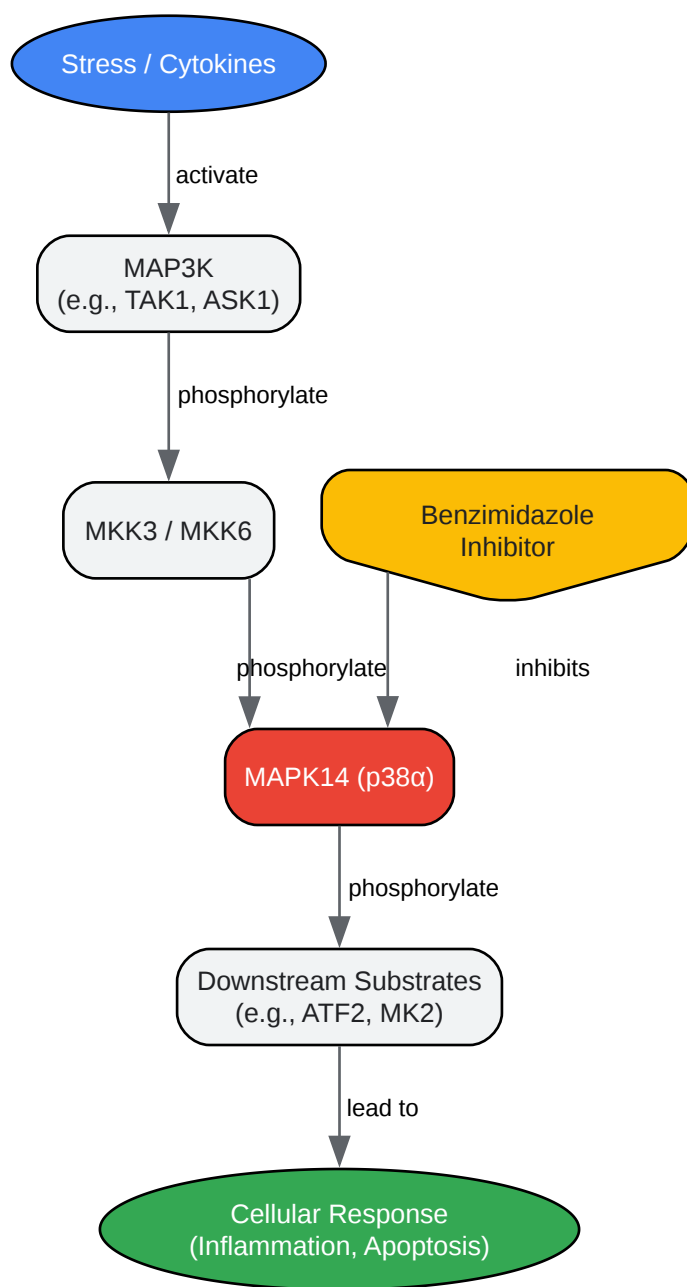 Stress / Cytokines
activate
MAP3K
(e.g., TAK1, ASK1)
phosphorylate
MKK3 / MKK6
Benzimidazole
Inhibitor
phosphorylate
inhibits
MAPK14 (p38α)
phosphorylate
Downstream Substrates
(e.g., ATF2, MK2)
lead to
Cellular Response
(Inflammation, Apoptosis)